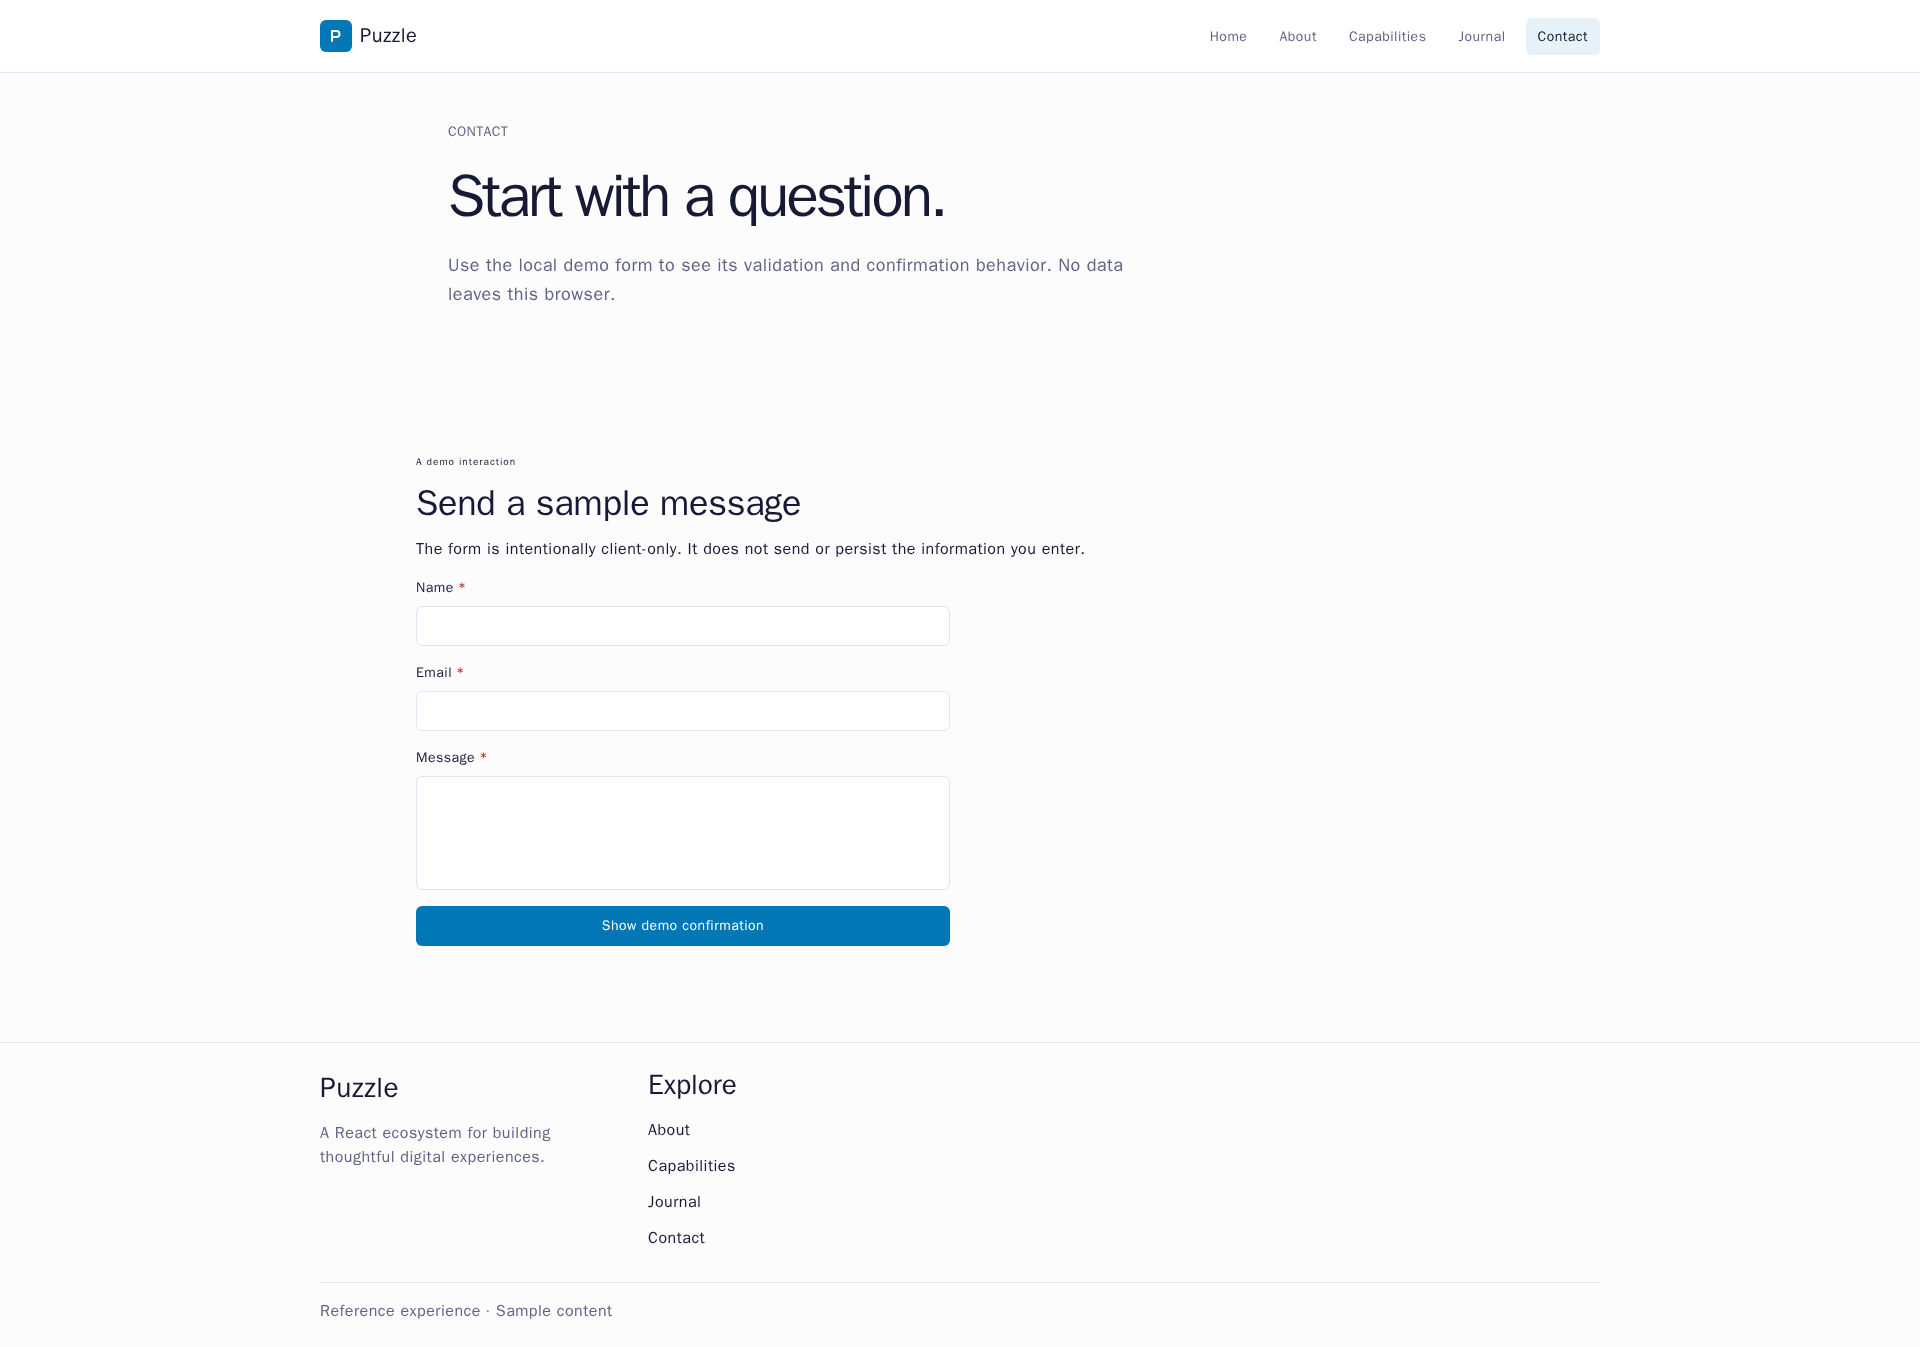 P Puzzle
Home About Capabilities Journal Contact
CONTACT
Start with a question.
Use the local demo form to see its validation and confirmation behavior. No data
leaves this browser.
A demo interaction
Send a sample message
The form is intentionally client-only. It does not send or persist the information you enter.
Name *
Email *
Message *
Show demo confirmation
Puzzle
A React ecosystem for building
thoughtful digital experiences.
Explore
About
Capabilities
Journal
Contact
Reference experience · Sample content